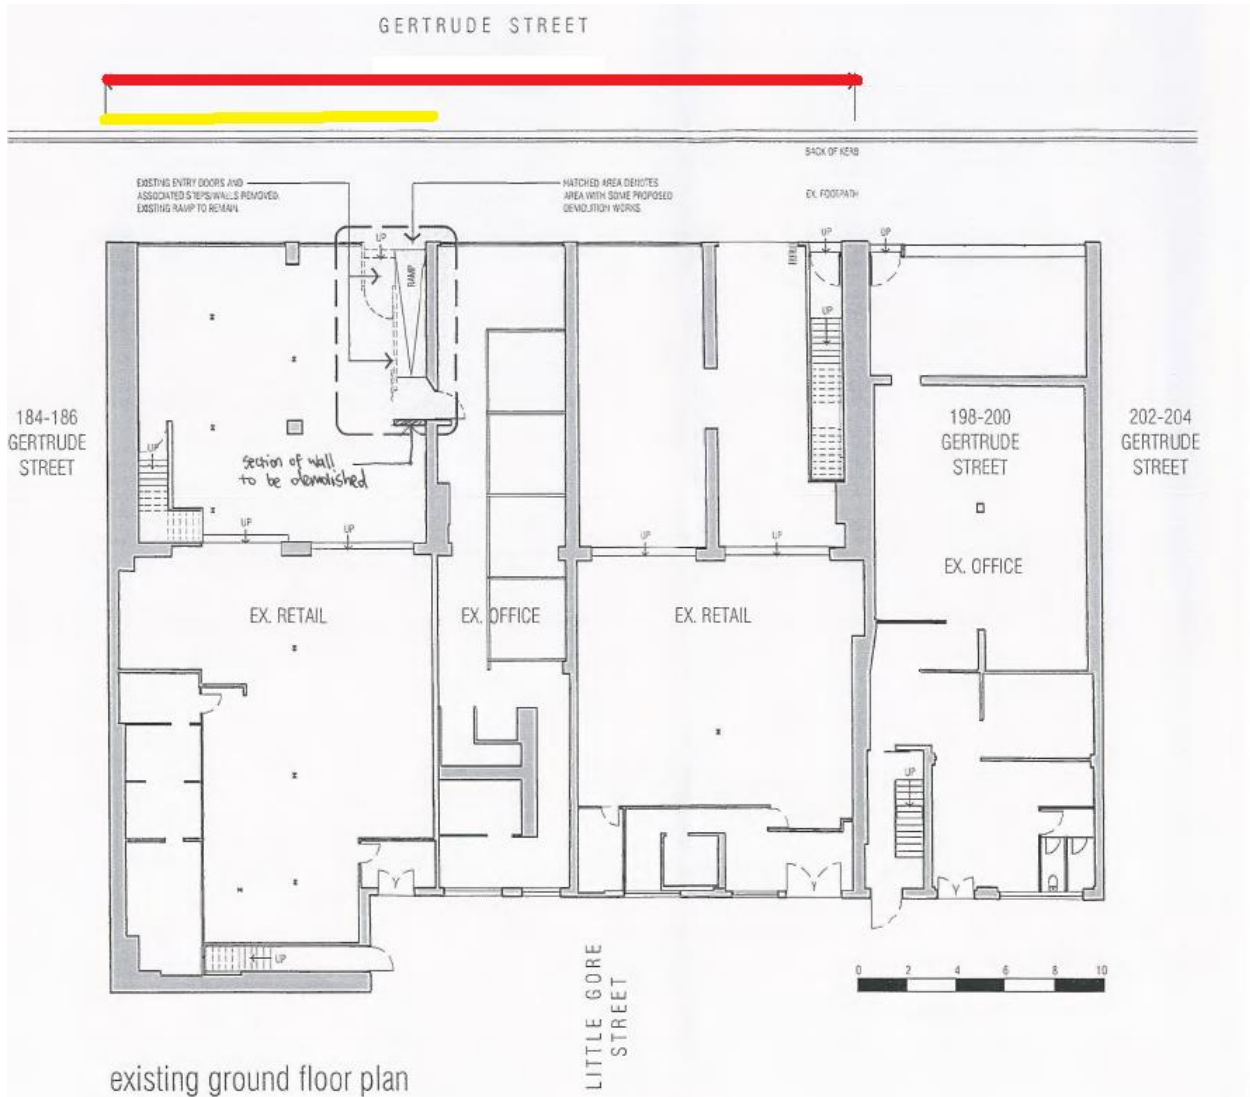 GERTRUDE STREET
BACK OF KERB
EXISTING ENTRY DOORS AND
ASSOCIATED STEPS/WALLS REMOVED.
EXISTING RAMP TO REMAIN.
HATCHED AREA DENOTES
AREA WITH SOME PROPOSED
DEMOLITION WORKS
EX. FOOTPATH
UP
UP
UP
RAMP
UP
184-186
GERTRUDE
STREET
198-200
GERTRUDE
STREET
202-204
GERTRUDE
STREET
UP
section of wall
to be demolished
UP
UP
UP
UP
EX. OFFICE
EX. RETAIL
EX. OFFICE
EX. RETAIL
UP
UP
0 2 4 6 8 10
LITTLE GORE
STREET
existing ground floor plan